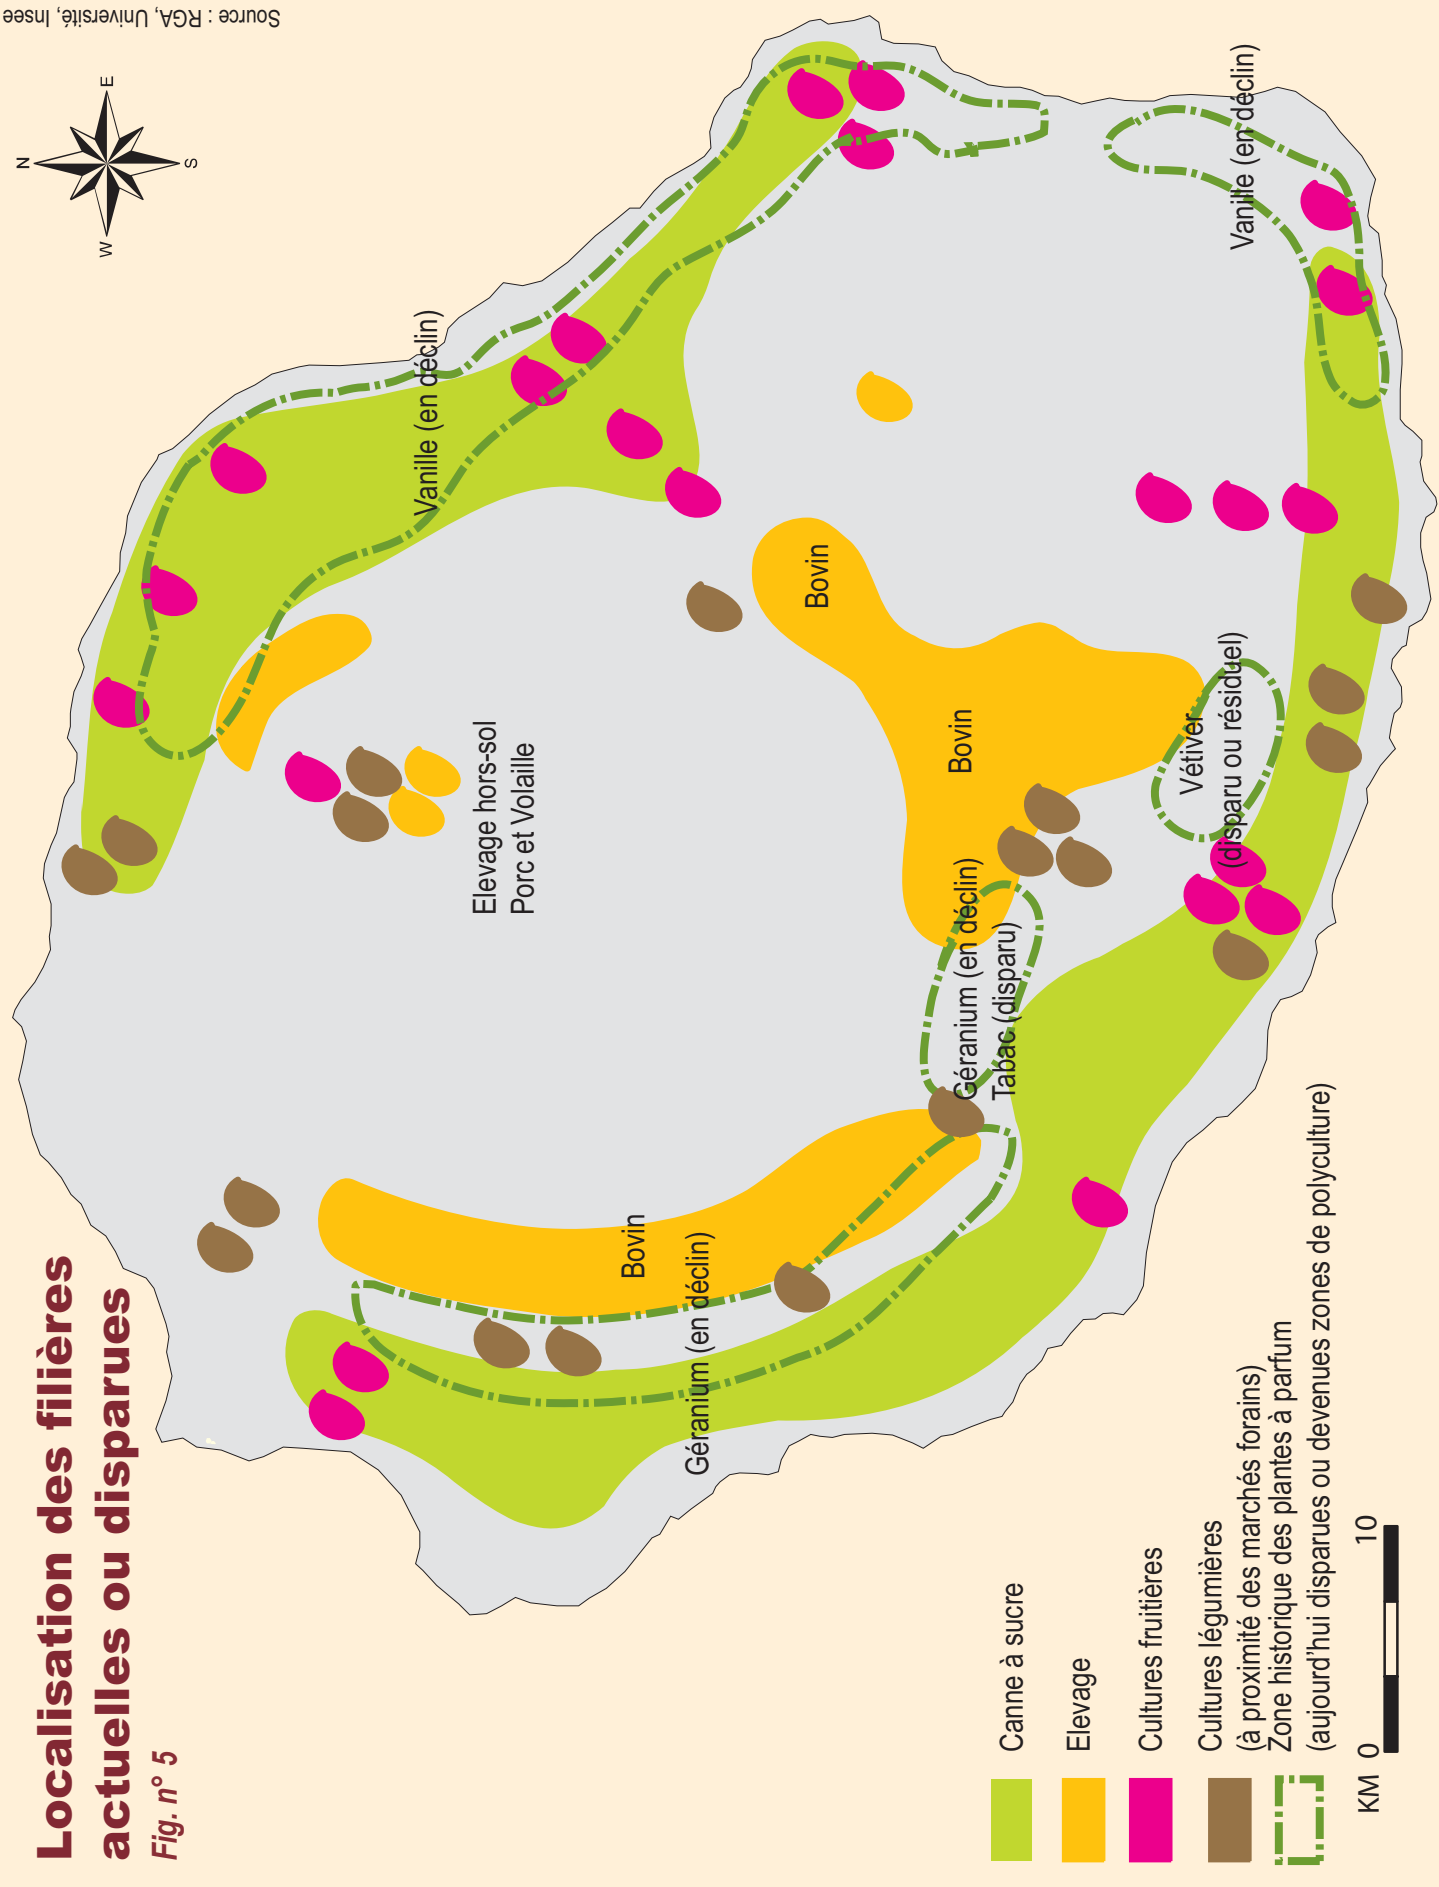 Localisation des filières
actuelles ou disparues
Fig. n° 5
Source : RGA, Université, Insee
N
E
S
W
Vanille (en déclin)
Elevage hors-sol
Porc et Volaille
Bovin
Bovin
Bovin
Géranium (en déclin)
Géranium (en déclin)
Tabac (disparu)
Vétiver
(disparu ou résiduel)
Vanille (en déclin)
Canne à sucre
Elevage
Cultures fruitières
Cultures légumières
(à proximité des marchés forains)
Zone historique des plantes à parfum
(aujourd'hui disparues ou devenues zones de polyculture)
KM 0 10